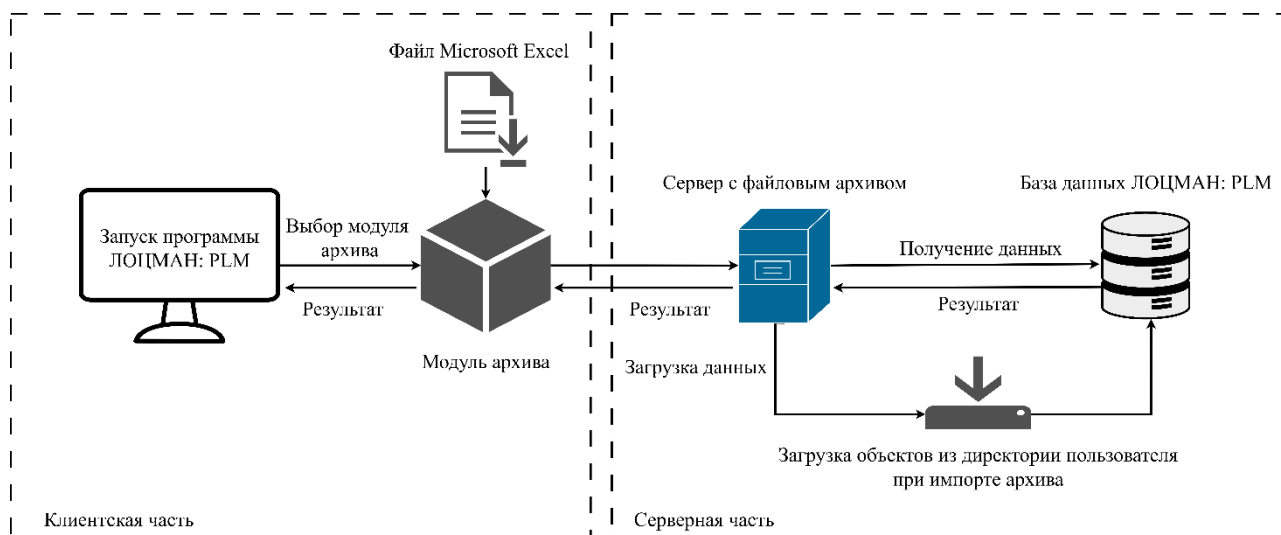 Файл Microsoft Excel
Сервер с файловым архивом
База данных ЛОЦМАН: PLM
Запуск программы
ЛОЦМАН: PLM
Выбор модуля
архива
Получение данных
Результат
Результат
Результат
Модуль архива
Загрузка данных
Загрузка объектов из директории пользователя
при импорте архива
Клиентская часть
Серверная часть